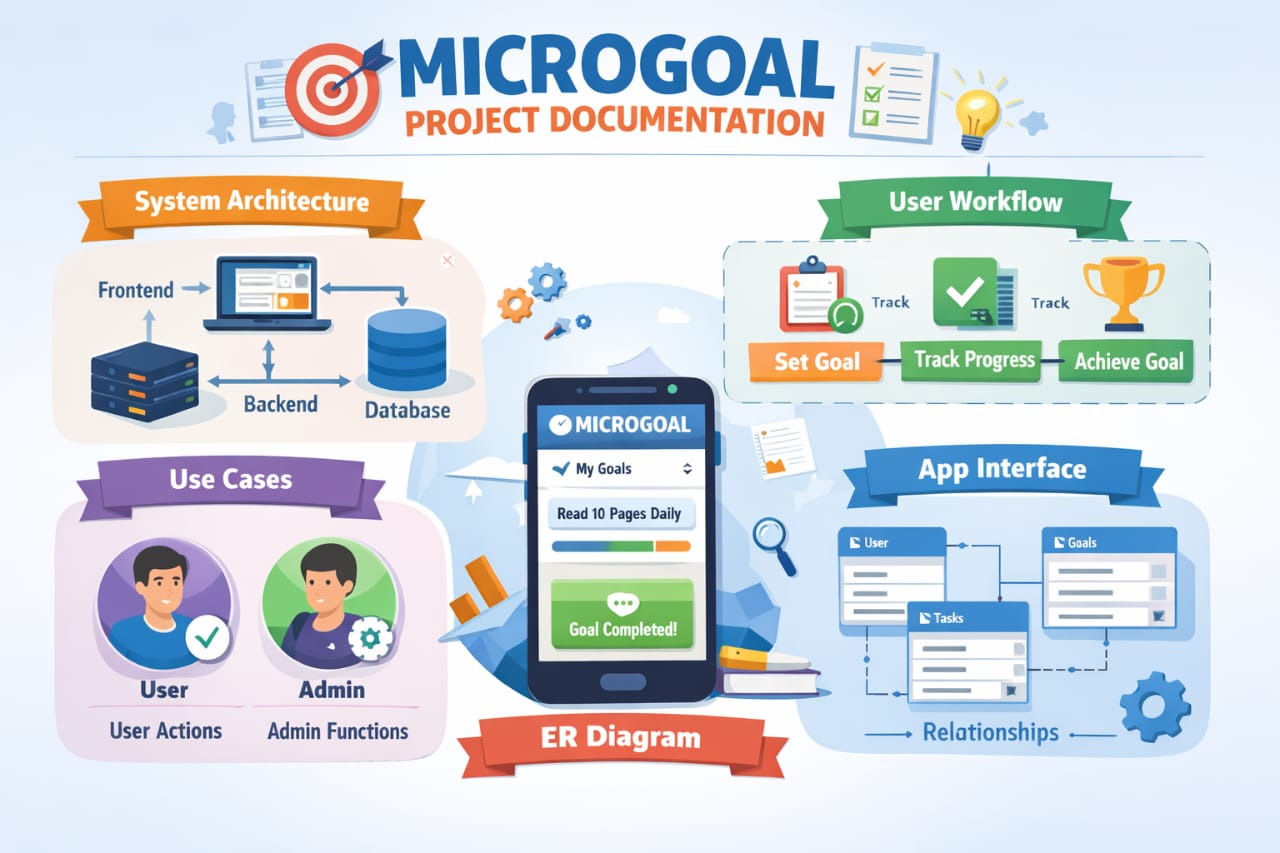 MICROGOAL
PROJECT DOCUMENTATION
System Architecture
Frontend
Backend
Database
User Workflow
Track
Track
Set Goal
Track Progress
Achieve Goal
Use Cases
User
Admin
User Actions
Admin Functions
MICROGOAL
My Goals
Read 10 Pages Daily
Goal Completed!
ER Diagram
App Interface
User
Goals
Tasks
Relationships